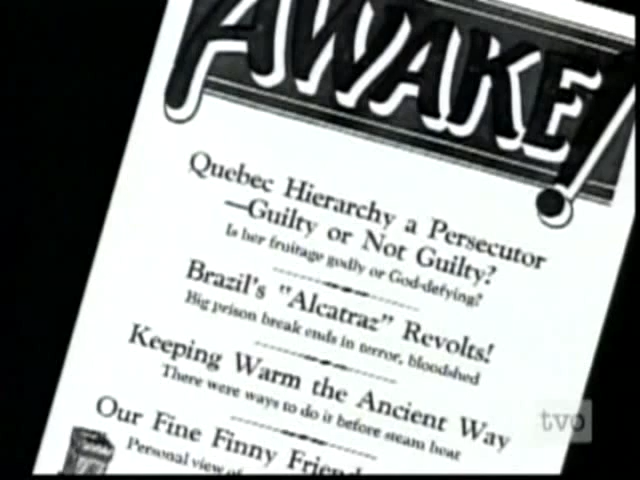 AWAKE!
Quebec Hierarchy a Persecutor
—Guilty or Not Guilty?
Is her fruitage godly or God-defying?
Brazil's "Alcatraz" Revolts!
Big prison break ends in terror, bloodshed
Keeping Warm the Ancient Way
There were ways to do it before steam heat
Our Fine Finny Friend
Personal view of
tvo